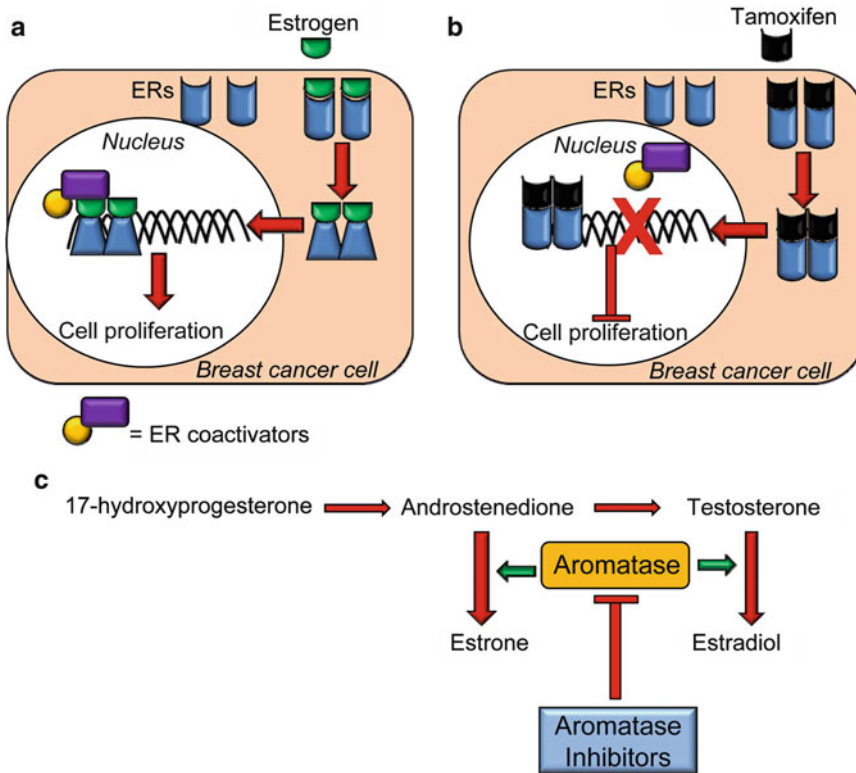 a
Estrogen
ERs
Nucleus
Cell proliferation
Breast cancer cell
= ER coactivators
b
Tamoxifen
ERs
Nucleus
X
Cell proliferation
Breast cancer cell
c
17-hydroxyprogesterone
Androstenedione
Testosterone
Aromatase
Estrone
Estradiol
Aromatase
Inhibitors